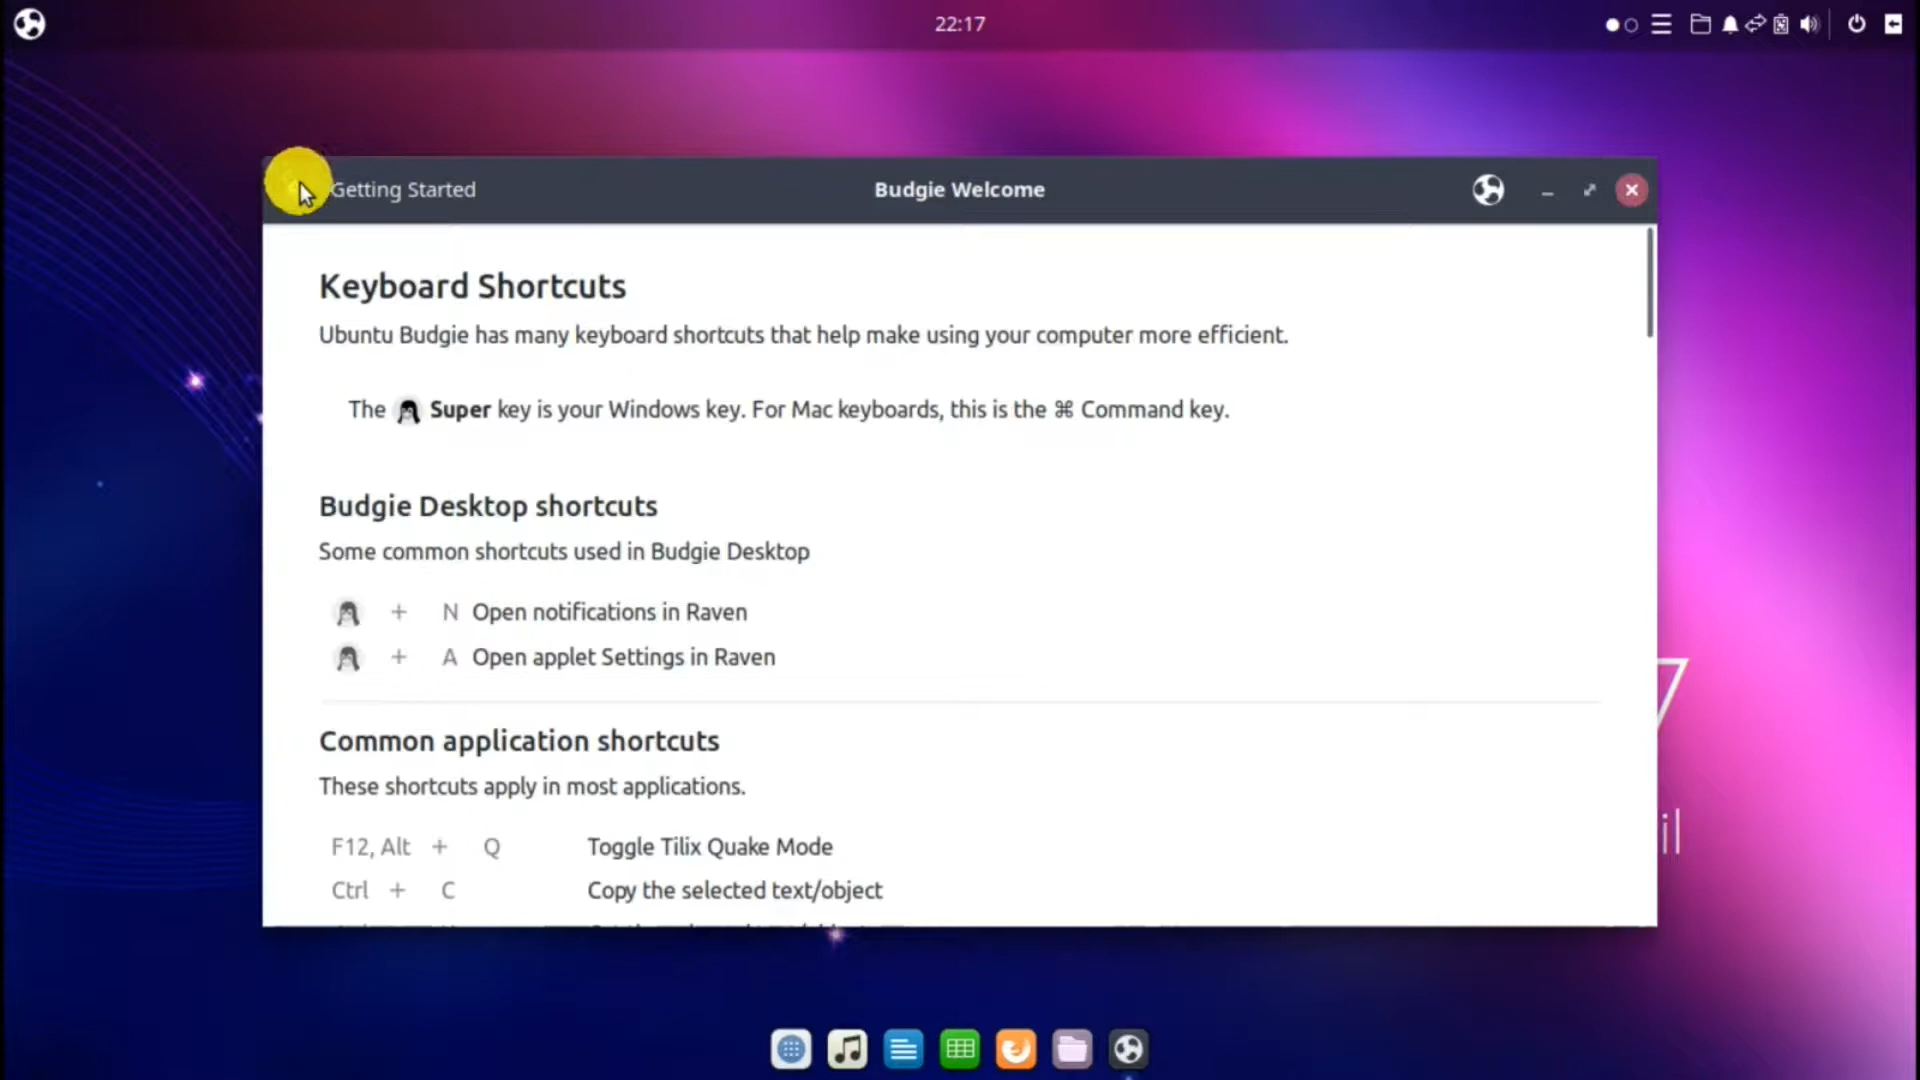 22:17
Getting Started
Budgie Welcome
Keyboard Shortcuts
Ubuntu Budgie has many keyboard shortcuts that help make using your computer more efficient.
The Super key is your Windows key. For Mac keyboards, this is the ⌘ Command key.
Budgie Desktop shortcuts
Some common shortcuts used in Budgie Desktop
+ N Open notifications in Raven
+ A Open applet Settings in Raven
Common application shortcuts
These shortcuts apply in most applications.
F12, Alt + Q Toggle Tilix Quake Mode
Ctrl + C Copy the selected text/object
7
il